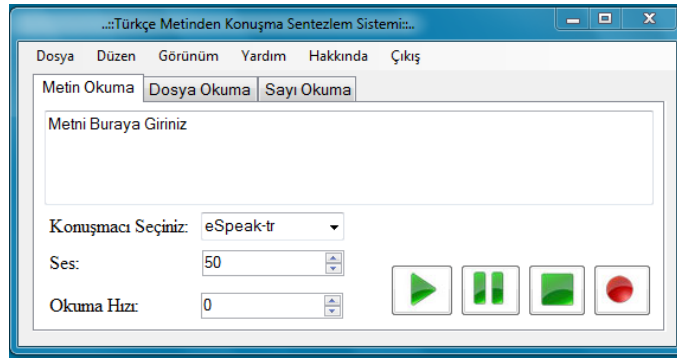 ..::Türkçe Metinden Konuşma Sentezlem Sistemi::..
Dosya Düzen Görünüm Yardım Hakkında Çıkış
Metin Okuma Dosya Okuma Sayı Okuma
Metni Buraya Giriniz
Konuşmacı Seçiniz: eSpeak-tr
Ses: 50
Okuma Hızı: 0